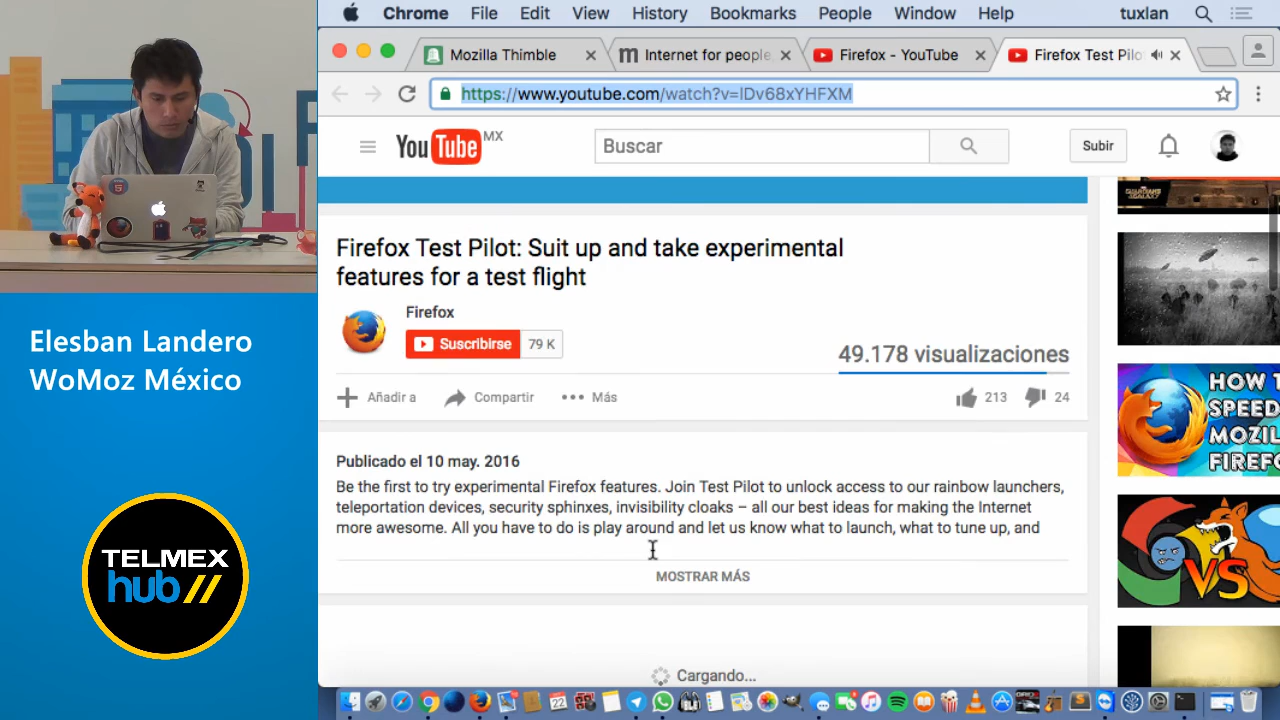 Chrome File Edit View History Bookmarks People Window Help tuxlan
Mozilla Thimble
Internet for people,
Firefox - YouTube
Firefox Test Pilo
https://www.youtube.com/watch?v=lDv68xYHFXM
YouTube MX
Buscar
Subir
Firefox Test Pilot: Suit up and take experimental
features for a test flight
Firefox
Suscribirse 79 K
49.178 visualizaciones
Añadir a
Compartir
Más
213
24
Publicado el 10 may. 2016
Be the first to try experimental Firefox features. Join Test Pilot to unlock access to our rainbow launchers,
teleportation devices, security sphinxes, invisibility cloaks – all our best ideas for making the Internet
more awesome. All you have to do is play around and let us know what to launch, what to tune up, and
MOSTRAR MÁS
Cargando...
HOW T
SPEED
MOZIL
FIREFO
VS
Elesban Landero
WoMoz México
TELMEX
hub